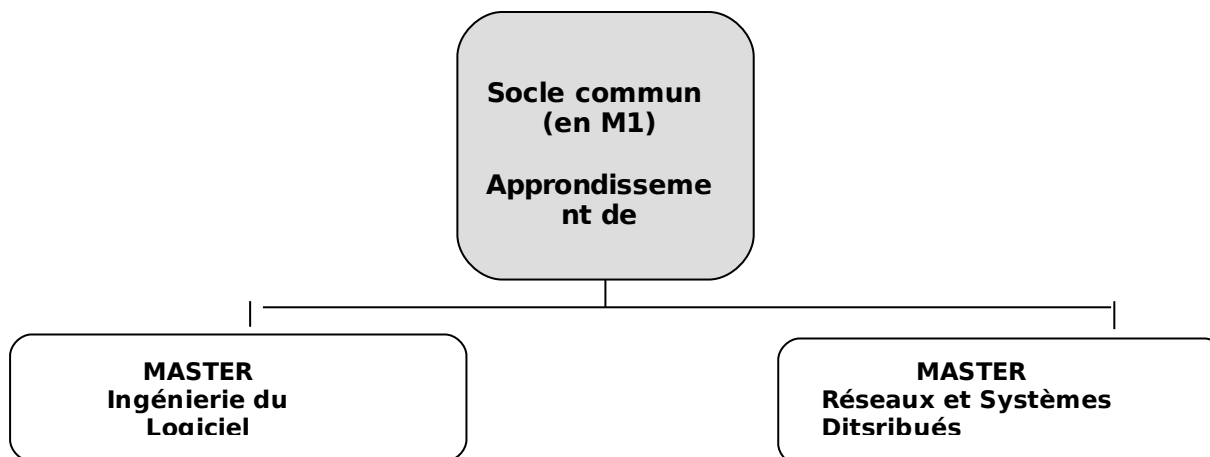 Socle commun
(en M1)
Approndisseme
nt de
MASTER
Ingénierie du
Logiciel
MASTER
Réseaux et Systèmes
Ditsribués